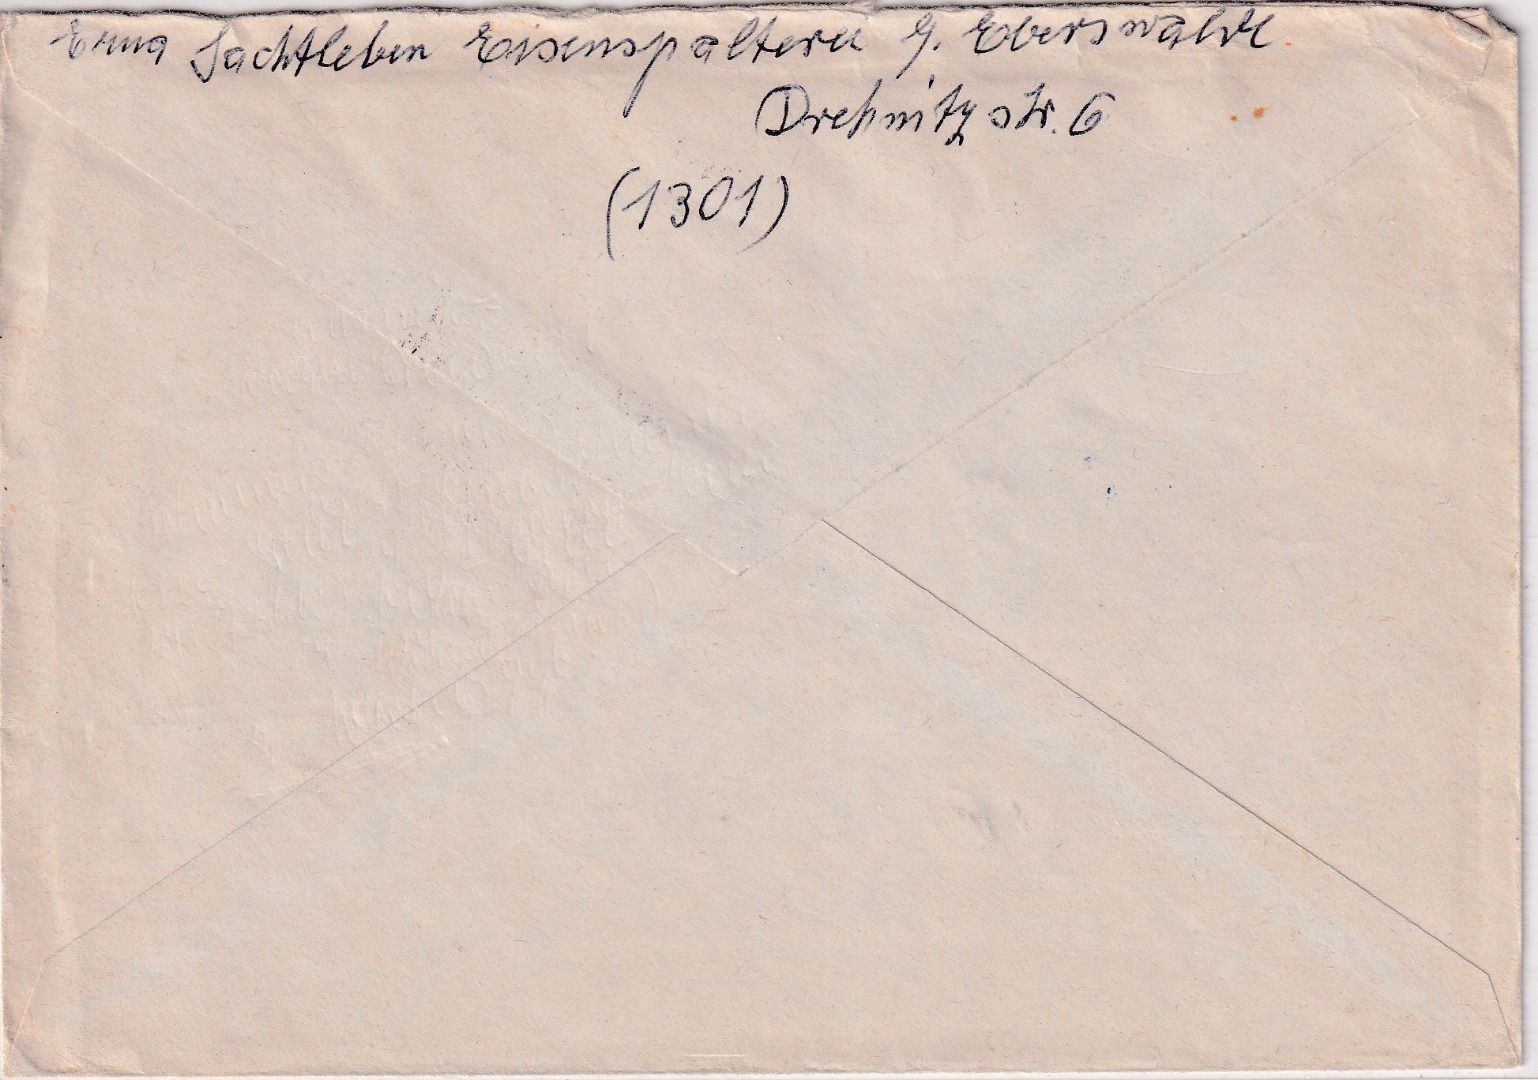 Erna Sachtleben Eisenspalterei b. Eberswalde
Drehnitzstr. 6
(1301)